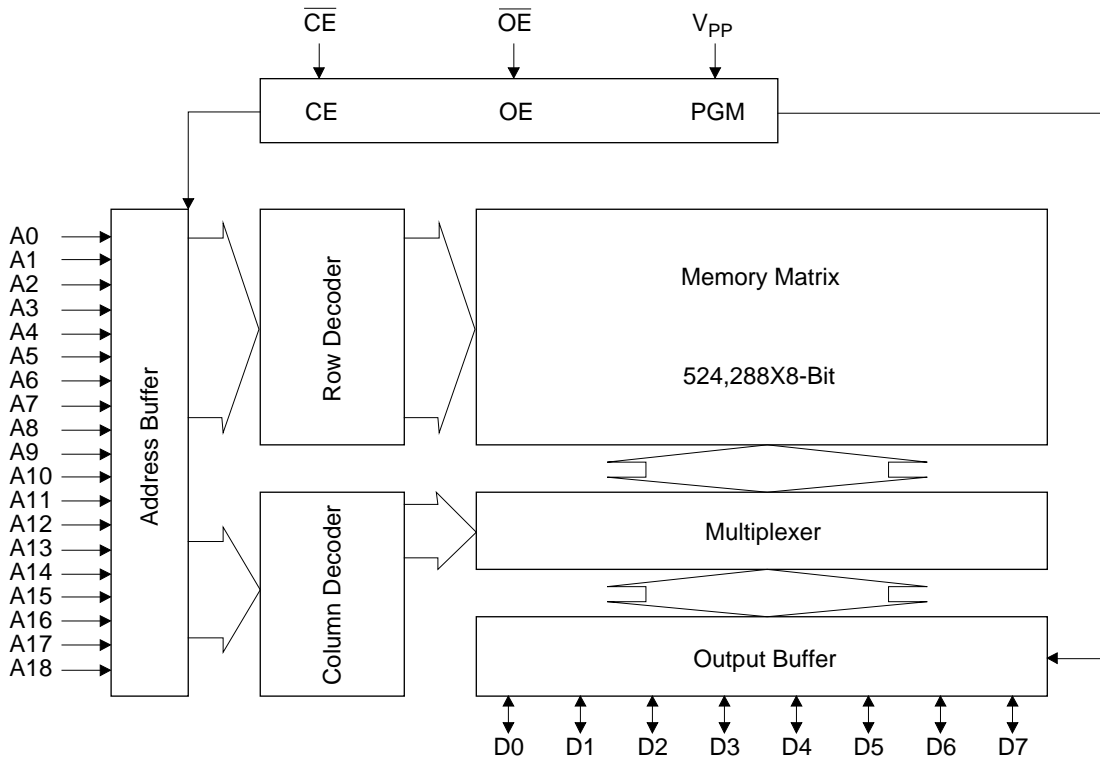 C̅E̅ O̅E̅ VPP
CE OE PGM
A0
A1
A2
A3
A4
A5
A6
A7
A8
A9
A10
A11
A12
A13
A14
A15
A16
A17
A18
Address Buffer
Row Decoder
Column Decoder
Memory Matrix
524,288X8-Bit
Multiplexer
Output Buffer
D0 D1 D2 D3 D4 D5 D6 D7